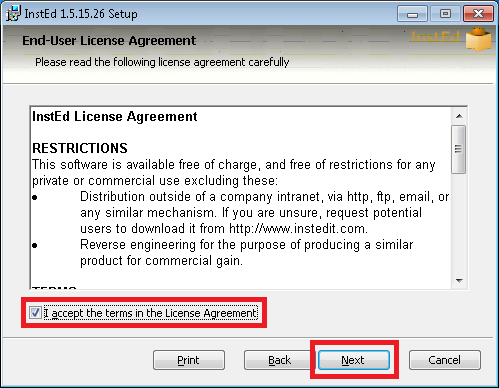 InstEd 1.5.15.26 Setup
End-User License Agreement
Please read the following license agreement carefully
InstEd
InstEd License Agreement
RESTRICTIONS
This software is available free of charge, and free of restrictions for any
private or commercial use excluding these:
● Distribution outside of a company intranet, via http, ftp, email, or
any similar mechanism. If you are unsure, request potential
users to download it from http://www.instedit.com.
● Reverse engineering for the purpose of producing a similar
product for commercial gain.
TERMS
I accept the terms in the License Agreement
Print Back Next Cancel